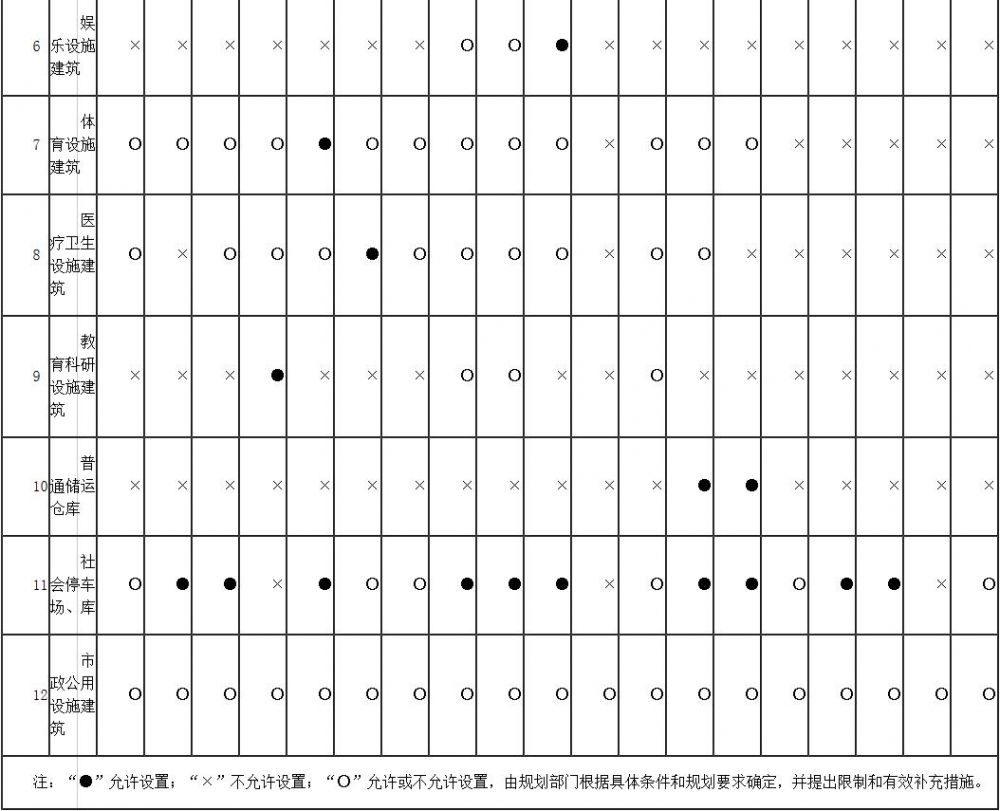 6 娱乐设施建筑 × × × × × × × O O ● × × × × × × × × ×
7 体育设施建筑 O O O O ● O O O O O × O O O × × × × ×
8 医疗卫生设施建筑 O × O O O ● O O O O × O O × × × × × ×
9 教育科研设施建筑 × × × ● × × × O O × × O × × × × × × ×
10 普通储运仓库 × × × × × × × × × × × × ● ● × × × × ×
11 社会停车场、库 O ● ● × ● O O ● ● ● × O ● ● O ● ● × O
12 市政公用设施建筑 O O O O O O O O O O O O O O O O O O O
注：“●”允许设置；“×”不允许设置；“O”允许或不允许设置，由规划部门根据具体条件和规划要求确定，并提出限制和有效补充措施。